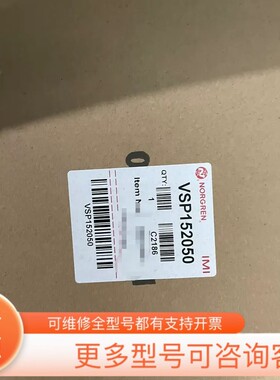 NORGREN
IMI
VSP152050
QTY:
1
Item
C2186
VSP152050
可维修全型号都有支持开票
更多型号可咨询客